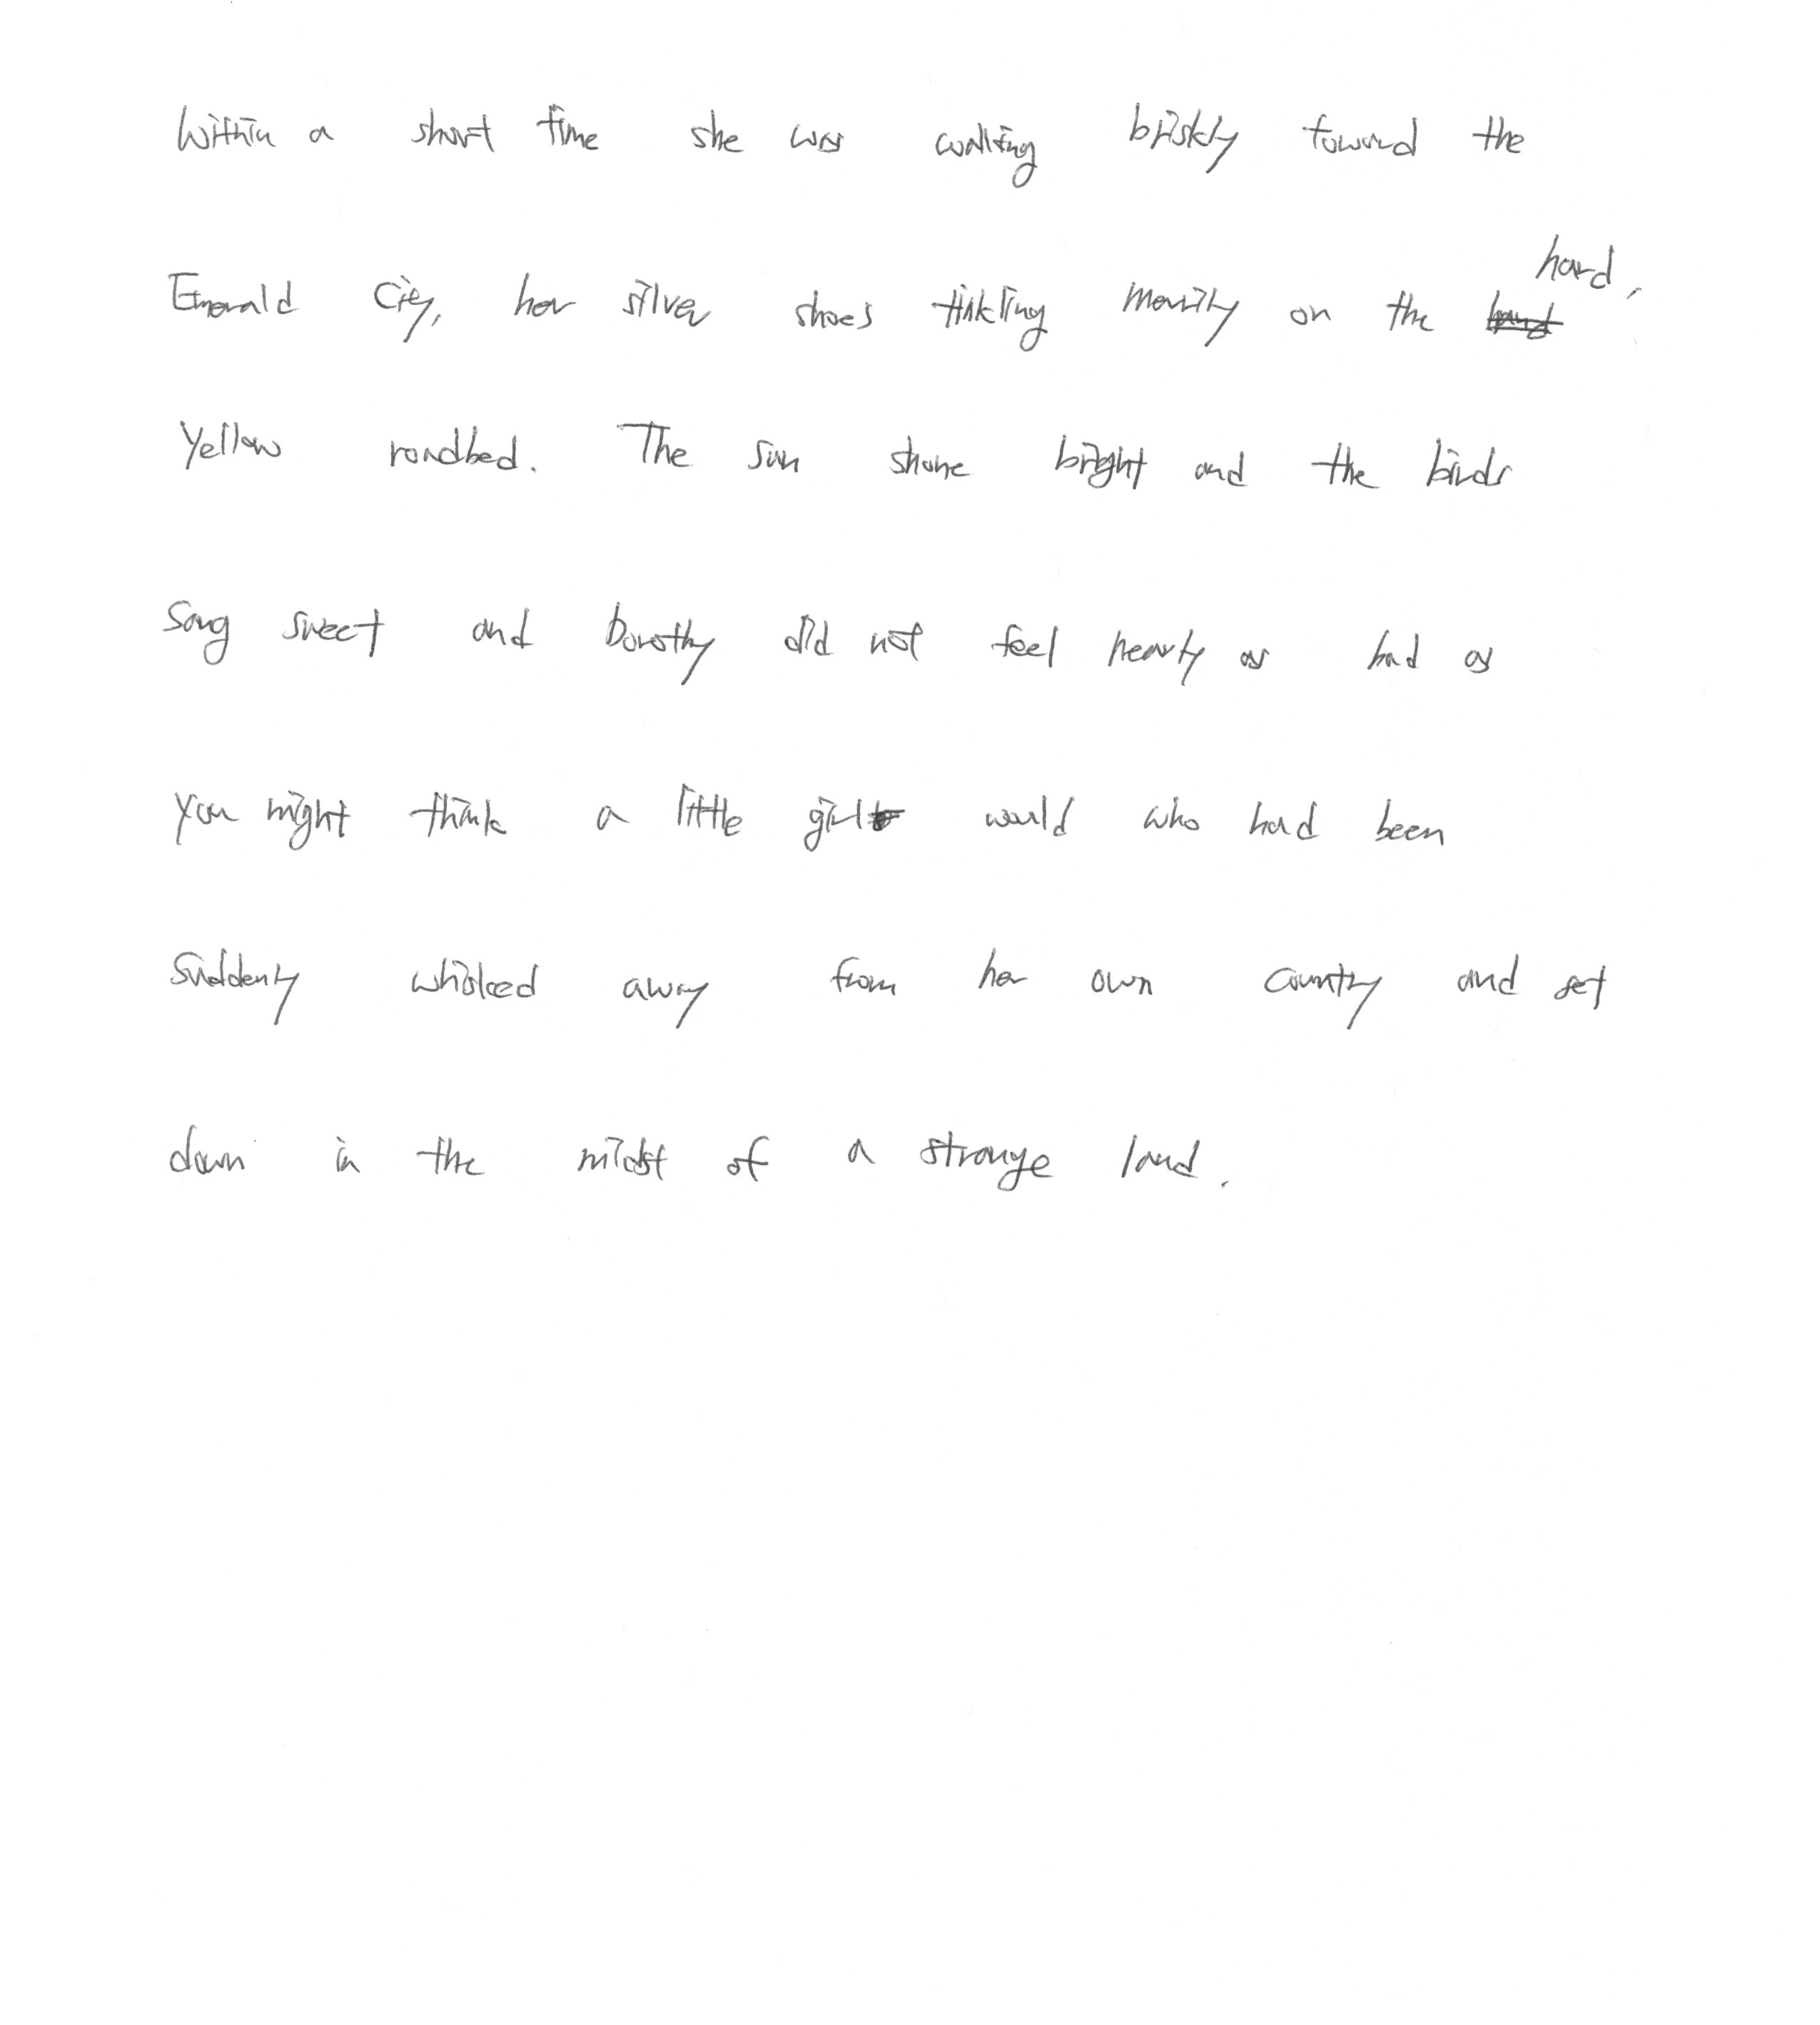 Within a short time she was walking briskly toward the
Emerald City, her silver shoes tinkling merrily on the hard,
yellow roadbed. The sun shone bright and the birds
sang sweet and Dorothy did not feel nearly as bad as
you might think a little girl would who had been
suddenly whisked away from her own country and set
down in the midst of a strange land.